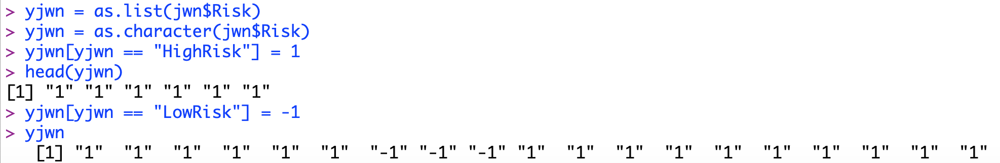 > yjwn = as.list(jwn$Risk)
> yjwn = as.character(jwn$Risk)
> yjwn[yjwn == "HighRisk"] = 1
> head(yjwn)
[1] "1" "1" "1" "1" "1" "1"
> yjwn[yjwn == "LowRisk"] = -1
> yjwn
[1] "1" "1" "1" "1" "1" "1" "-1" "-1" "-1" "1" "1" "1" "1" "1" "1" "1" "1" "1" "1"